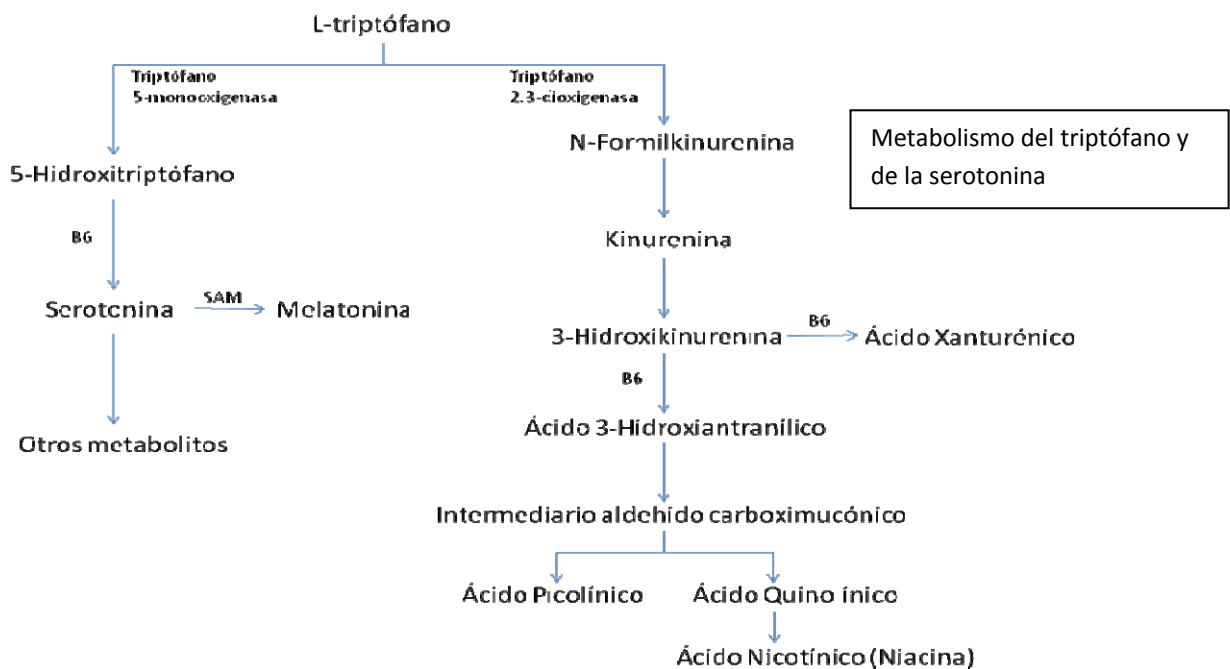 L-triptófano
Triptófano
5-monooxigenasa
Triptófano
2.3-dioxigenasa
Metabolismo del triptófano y
de la serotonina
N-Formilkinurenina
5-Hidroxitriptófano
B6
Kinurenina
Serotonina
SAM
Melatonina
3-Hidroxikinurenina
B6
Ácido Xanturénico
B6
Otros metabolitos
Ácido 3-Hidroxiantranílico
Intermediario aldehído carboximucónico
Ácido Picolínico
Ácido Quino ínico
Ácido Nicotínico (Niacina)